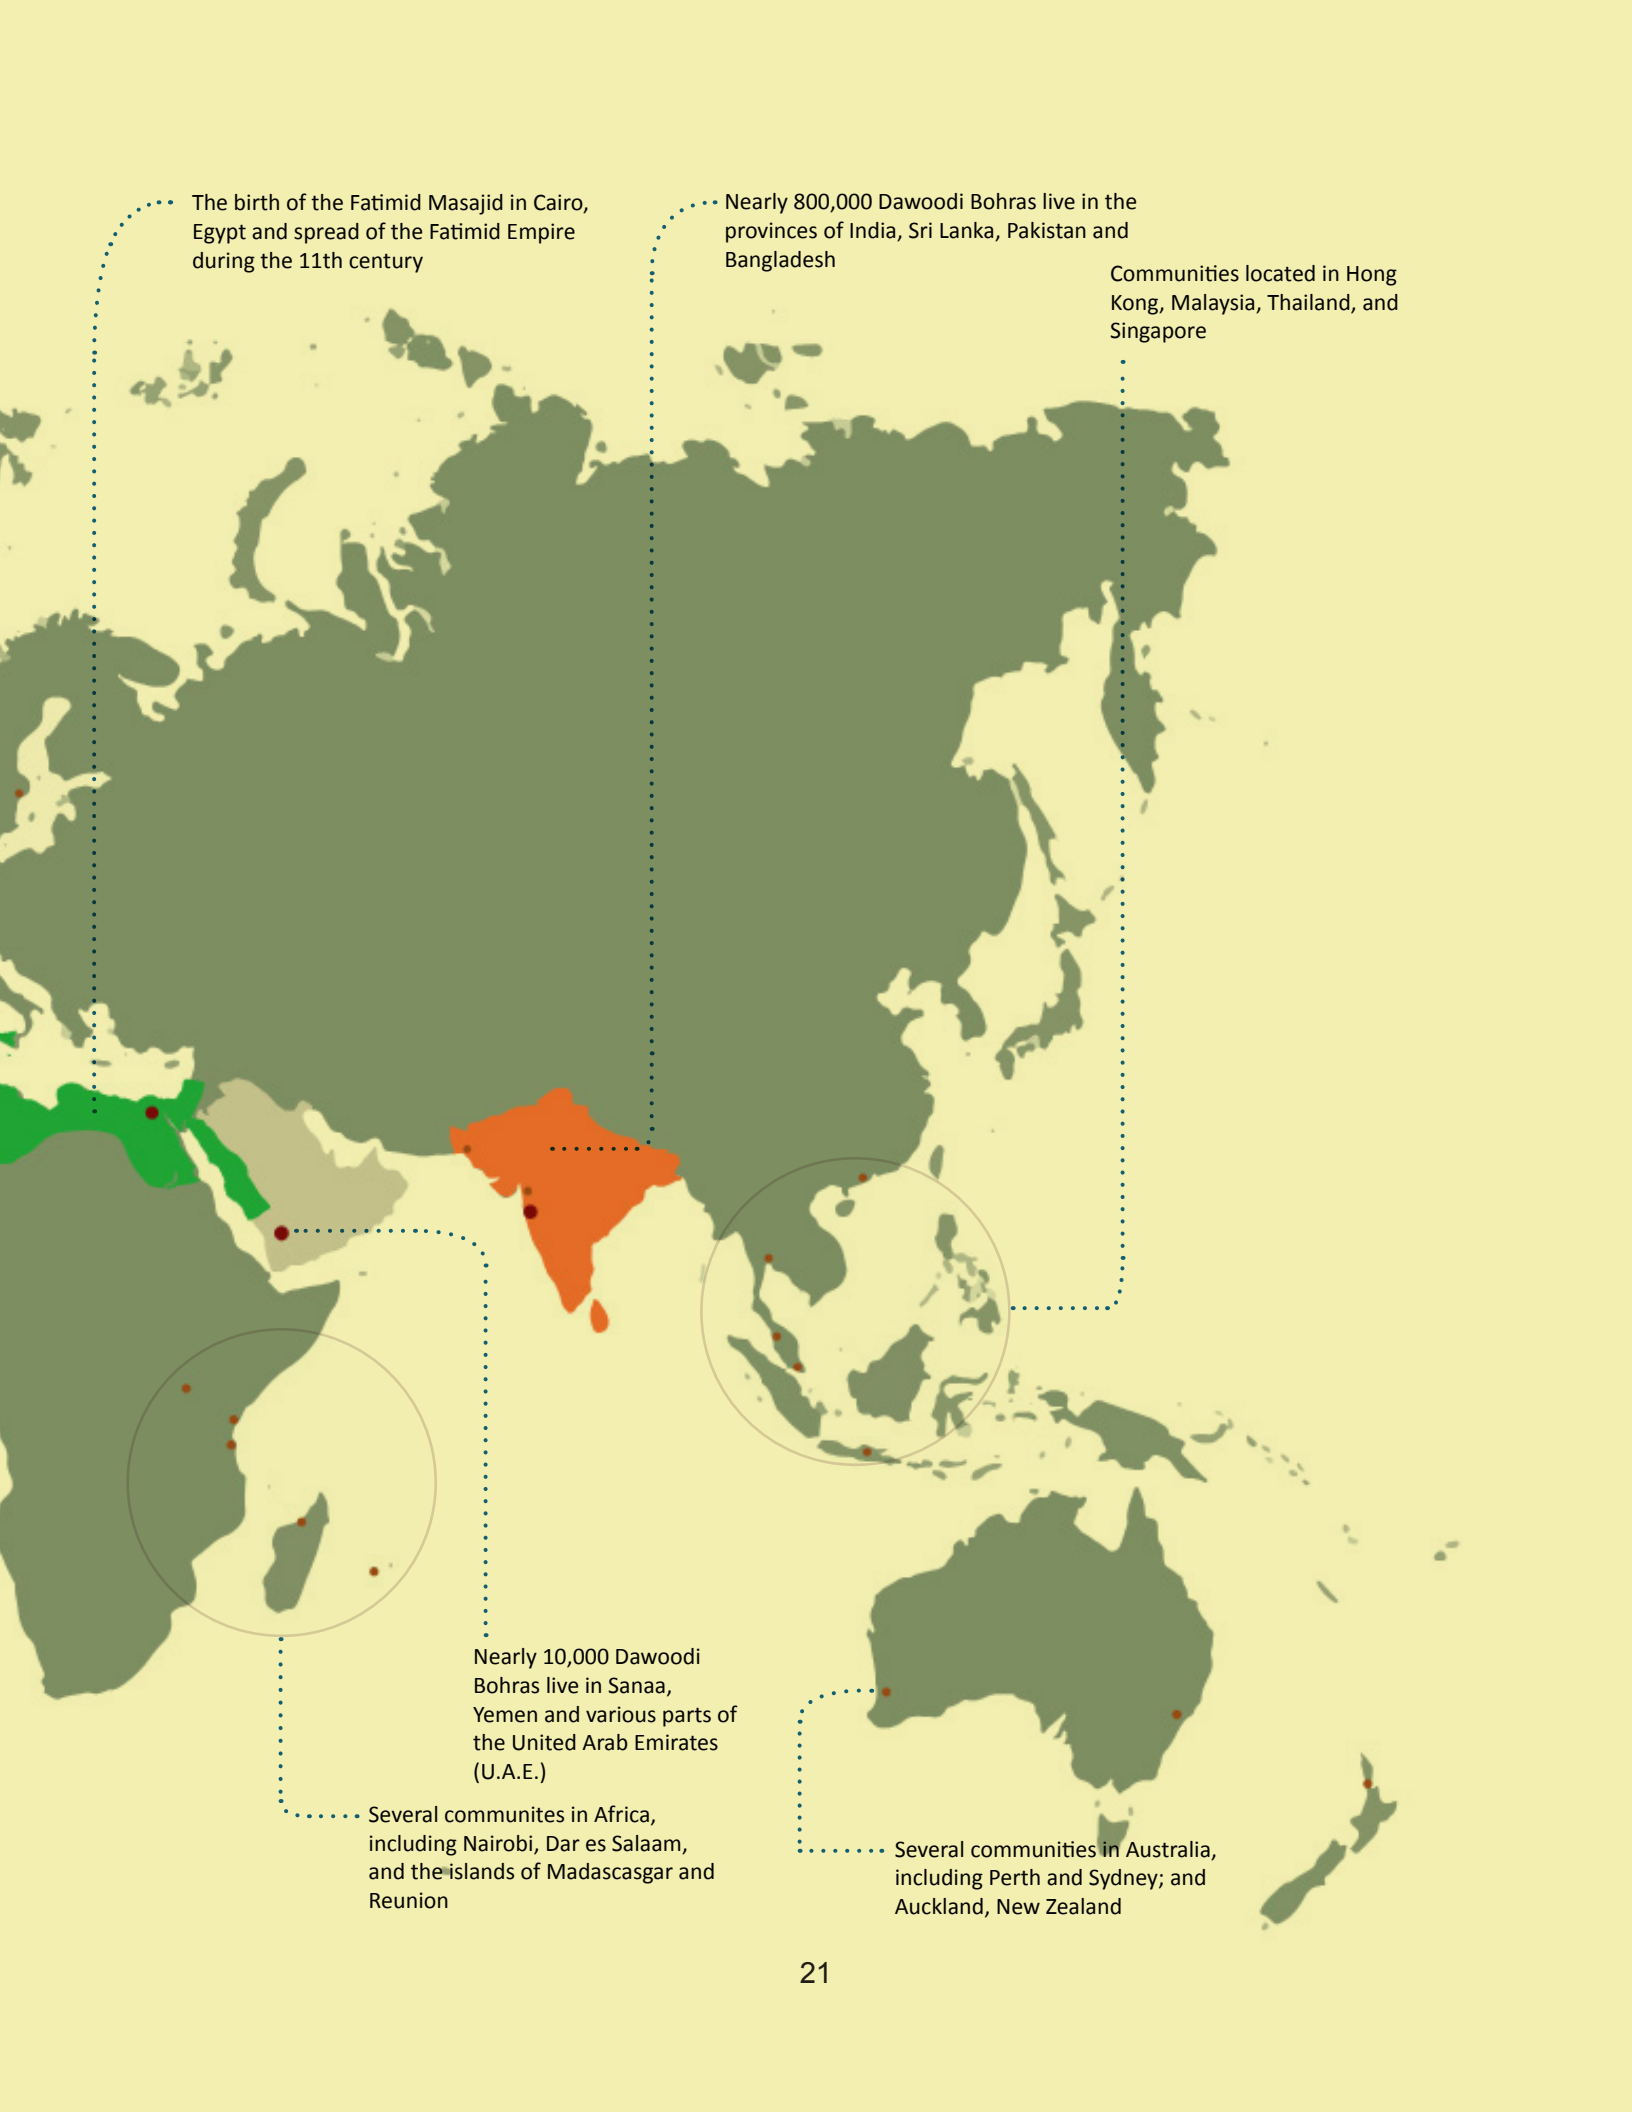 The birth of the Fatimid Masajid in Cairo,
Egypt and spread of the Fatimid Empire
during the 11th century
Nearly 800,000 Dawoodi Bohras live in the
provinces of India, Sri Lanka, Pakistan and
Bangladesh
Communities located in Hong
Kong, Malaysia, Thailand, and
Singapore
Nearly 10,000 Dawoodi
Bohras live in Sanaa,
Yemen and various parts of
the United Arab Emirates
(U.A.E.)
Several communites in Africa,
including Nairobi, Dar es Salaam,
and the islands of Madascasgar and
Reunion
Several communities in Australia,
including Perth and Sydney; and
Auckland, New Zealand
21